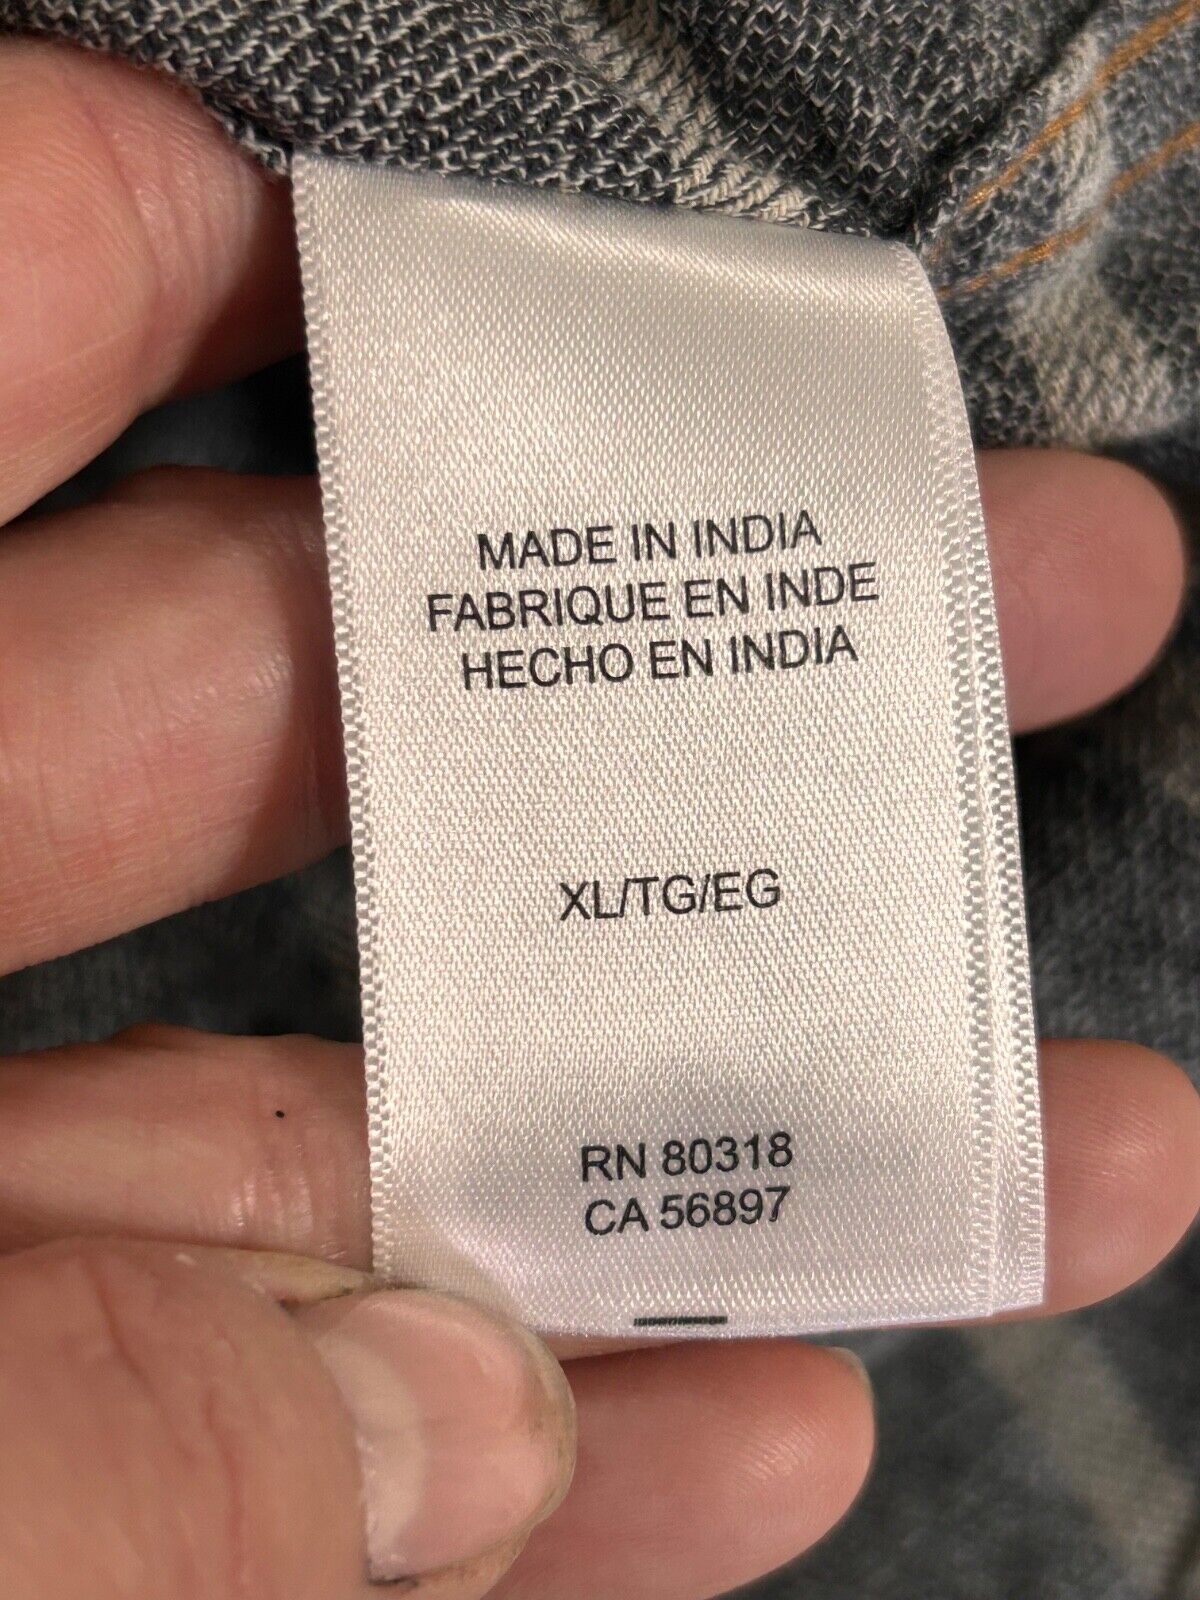 MADE IN INDIA
FABRIQUE EN INDE
HECHO EN INDIA
XL/TG/EG
RN 80318
CA 56897